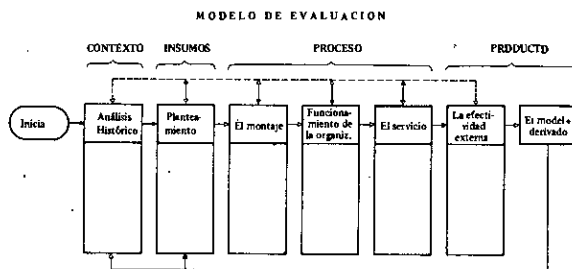 MODELO DE EVALUACION
CONTEXTO INSUMOS PROCESO PRODUCTO
Inicia
Análisis
Histórico
Plantea-
miento
El montaje
Funciona-
miento de
la organiz.
El servicio
La efecti-
vidad
externa
El modelo
derivado